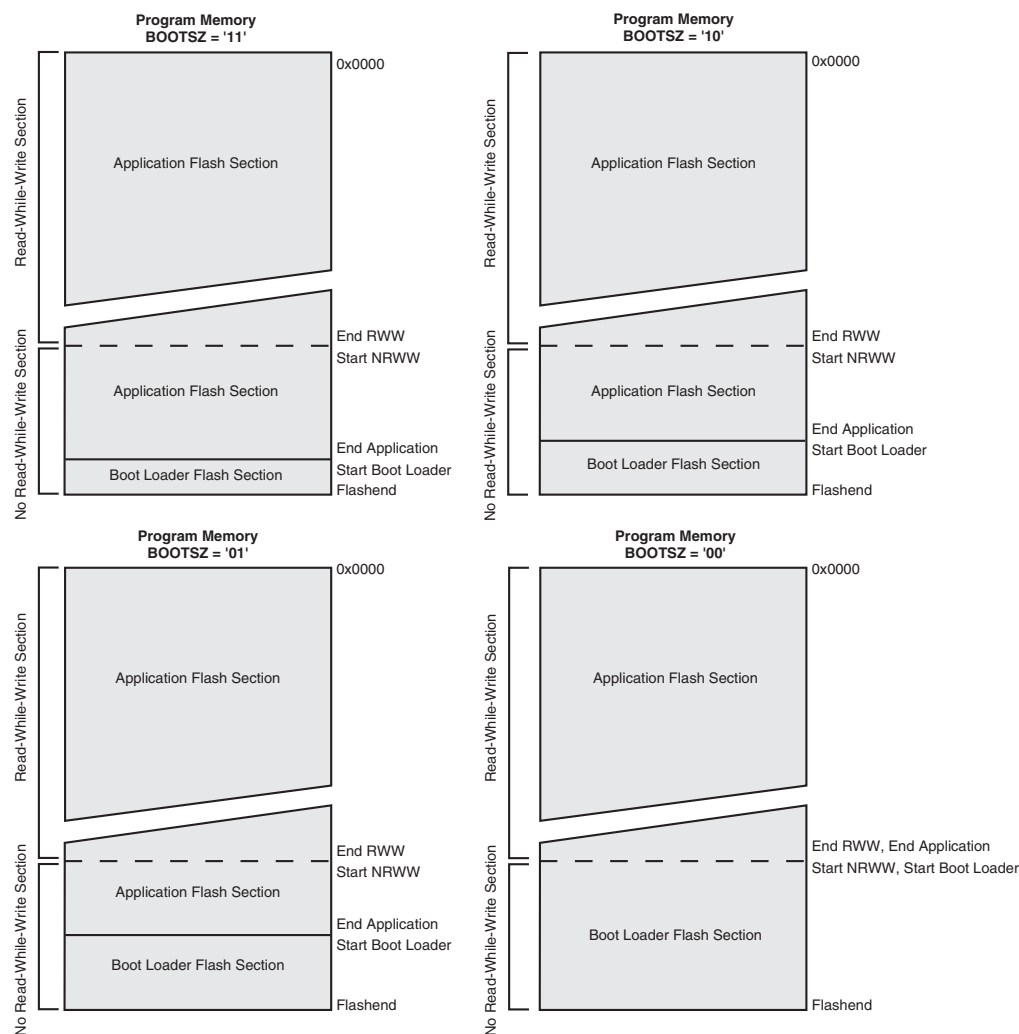 Program Memory
BOOTSZ = '11'
0x0000
Read-While-Write Section
Application Flash Section
End RWW
Start NRWW
No Read-While-Write Section
Application Flash Section
End Application
Start Boot Loader
Boot Loader Flash Section
Flashend
Program Memory
BOOTSZ = '10'
0x0000
Read-While-Write Section
Application Flash Section
End RWW
Start NRWW
No Read-While-Write Section
Application Flash Section
End Application
Start Boot Loader
Boot Loader Flash Section
Flashend
Program Memory
BOOTSZ = '01'
0x0000
Read-While-Write Section
Application Flash Section
End RWW
Start NRWW
No Read-While-Write Section
Application Flash Section
End Application
Start Boot Loader
Boot Loader Flash Section
Flashend
Program Memory
BOOTSZ = '00'
0x0000
Read-While-Write Section
Application Flash Section
End RWW, End Application
Start NRWW, Start Boot Loader
No Read-While-Write Section
Boot Loader Flash Section
Flashend